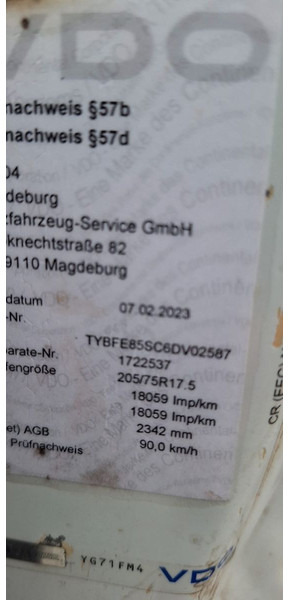 VDO
nachweis §57b
nachweis §57d
04
deburg
fahrzeug-Service GmbH
knechtstraße 82
9110 Magdeburg
datum 07.02.2023
-Nr. TYBFE85SC6DV02587
parate-Nr. 1722537
fengröße 205/75R17.5
18059 Imp/km
18059 Imp/km
et) AGB 2342 mm
Prüfnachweis 90,0 km/h
YG71FM4
VDO